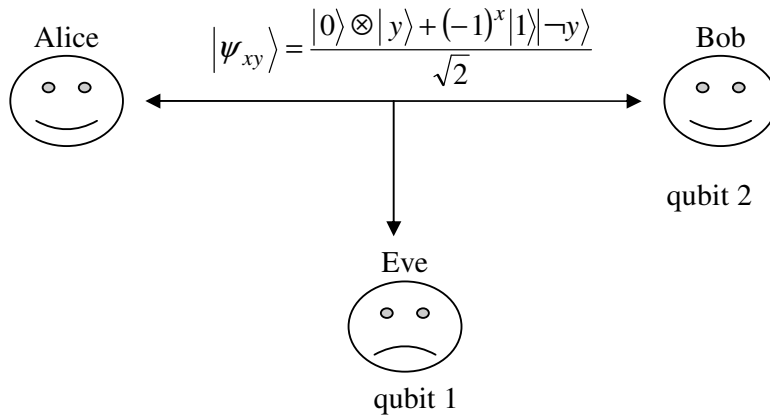 Alice
|ψ_xy⟩ = (|0⟩ ⊗ |y⟩ + (−1)^x |1⟩|¬y⟩) / √2
Bob
qubit 2
Eve
qubit 1